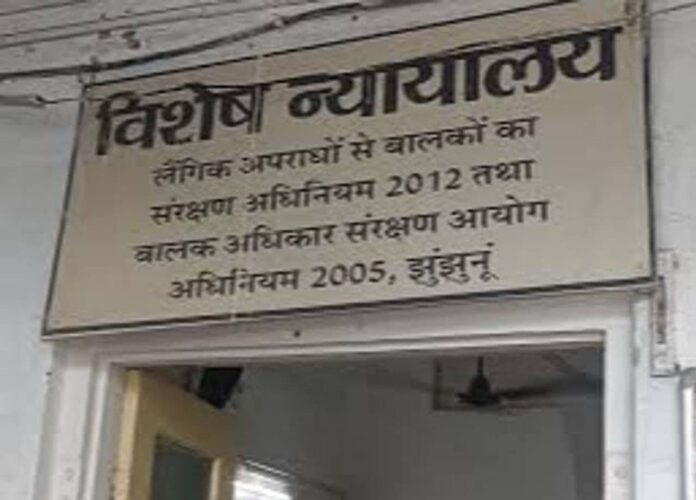 विशेष न्यायालय
लैंगिक अपराधों से बालकों का
संरक्षण अधिनियम 2012 तथा
बालक अधिकार संरक्षण आयोग
अधिनियम 2005, झुंझुनूं